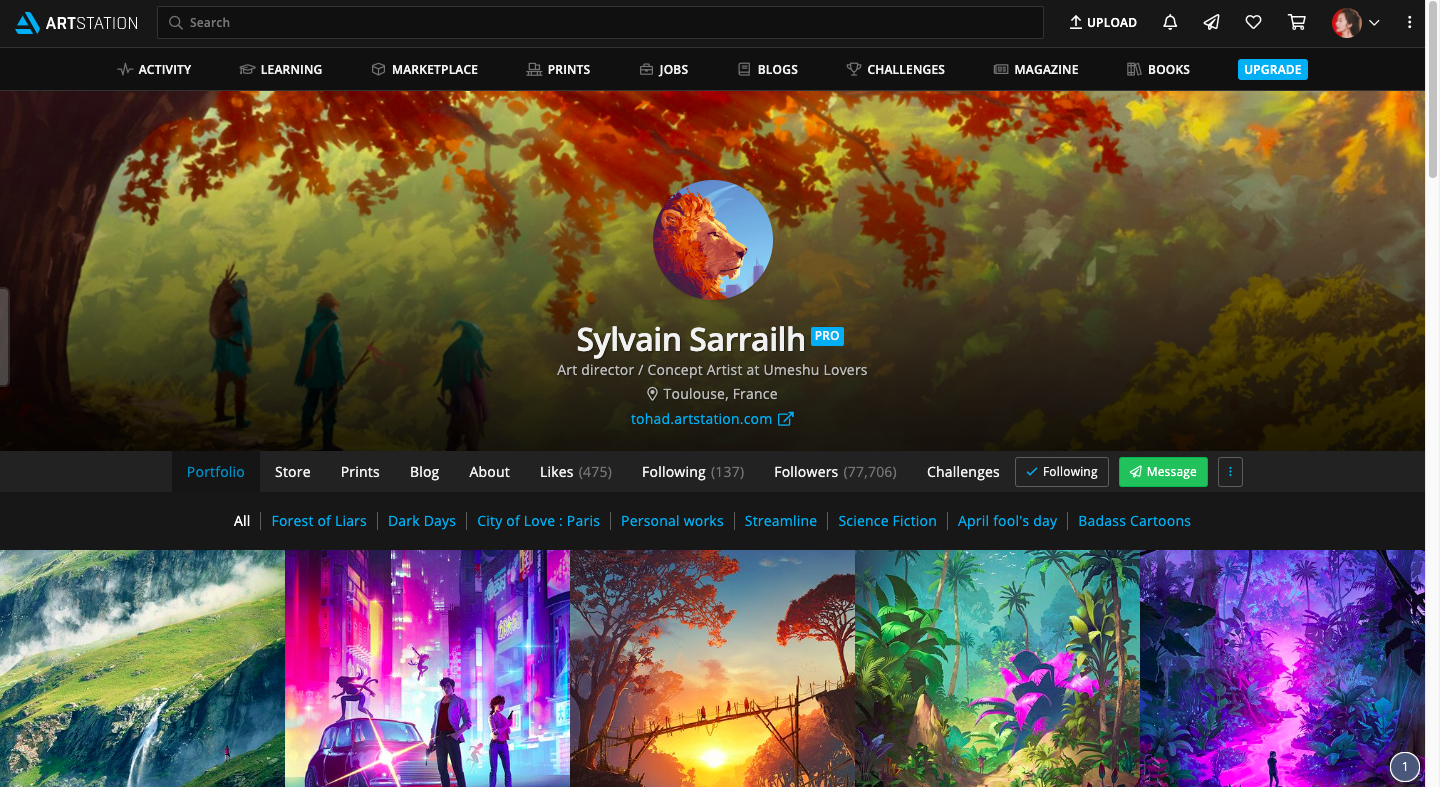 ARTSTATION
Search
UPLOAD
ACTIVITY
LEARNING
MARKETPLACE
PRINTS
JOBS
BLOGS
CHALLENGES
MAGAZINE
BOOKS
UPGRADE
Sylvain Sarrailh PRO
Art director / Concept Artist at Umeshu Lovers
Toulouse, France
tohad.artstation.com
Portfolio
Store
Prints
Blog
About
Likes (475)
Following (137)
Followers (77,706)
Challenges
Following
Message
All
Forest of Liars
Dark Days
City of Love : Paris
Personal works
Streamline
Science Fiction
April fool's day
Badass Cartoons
1